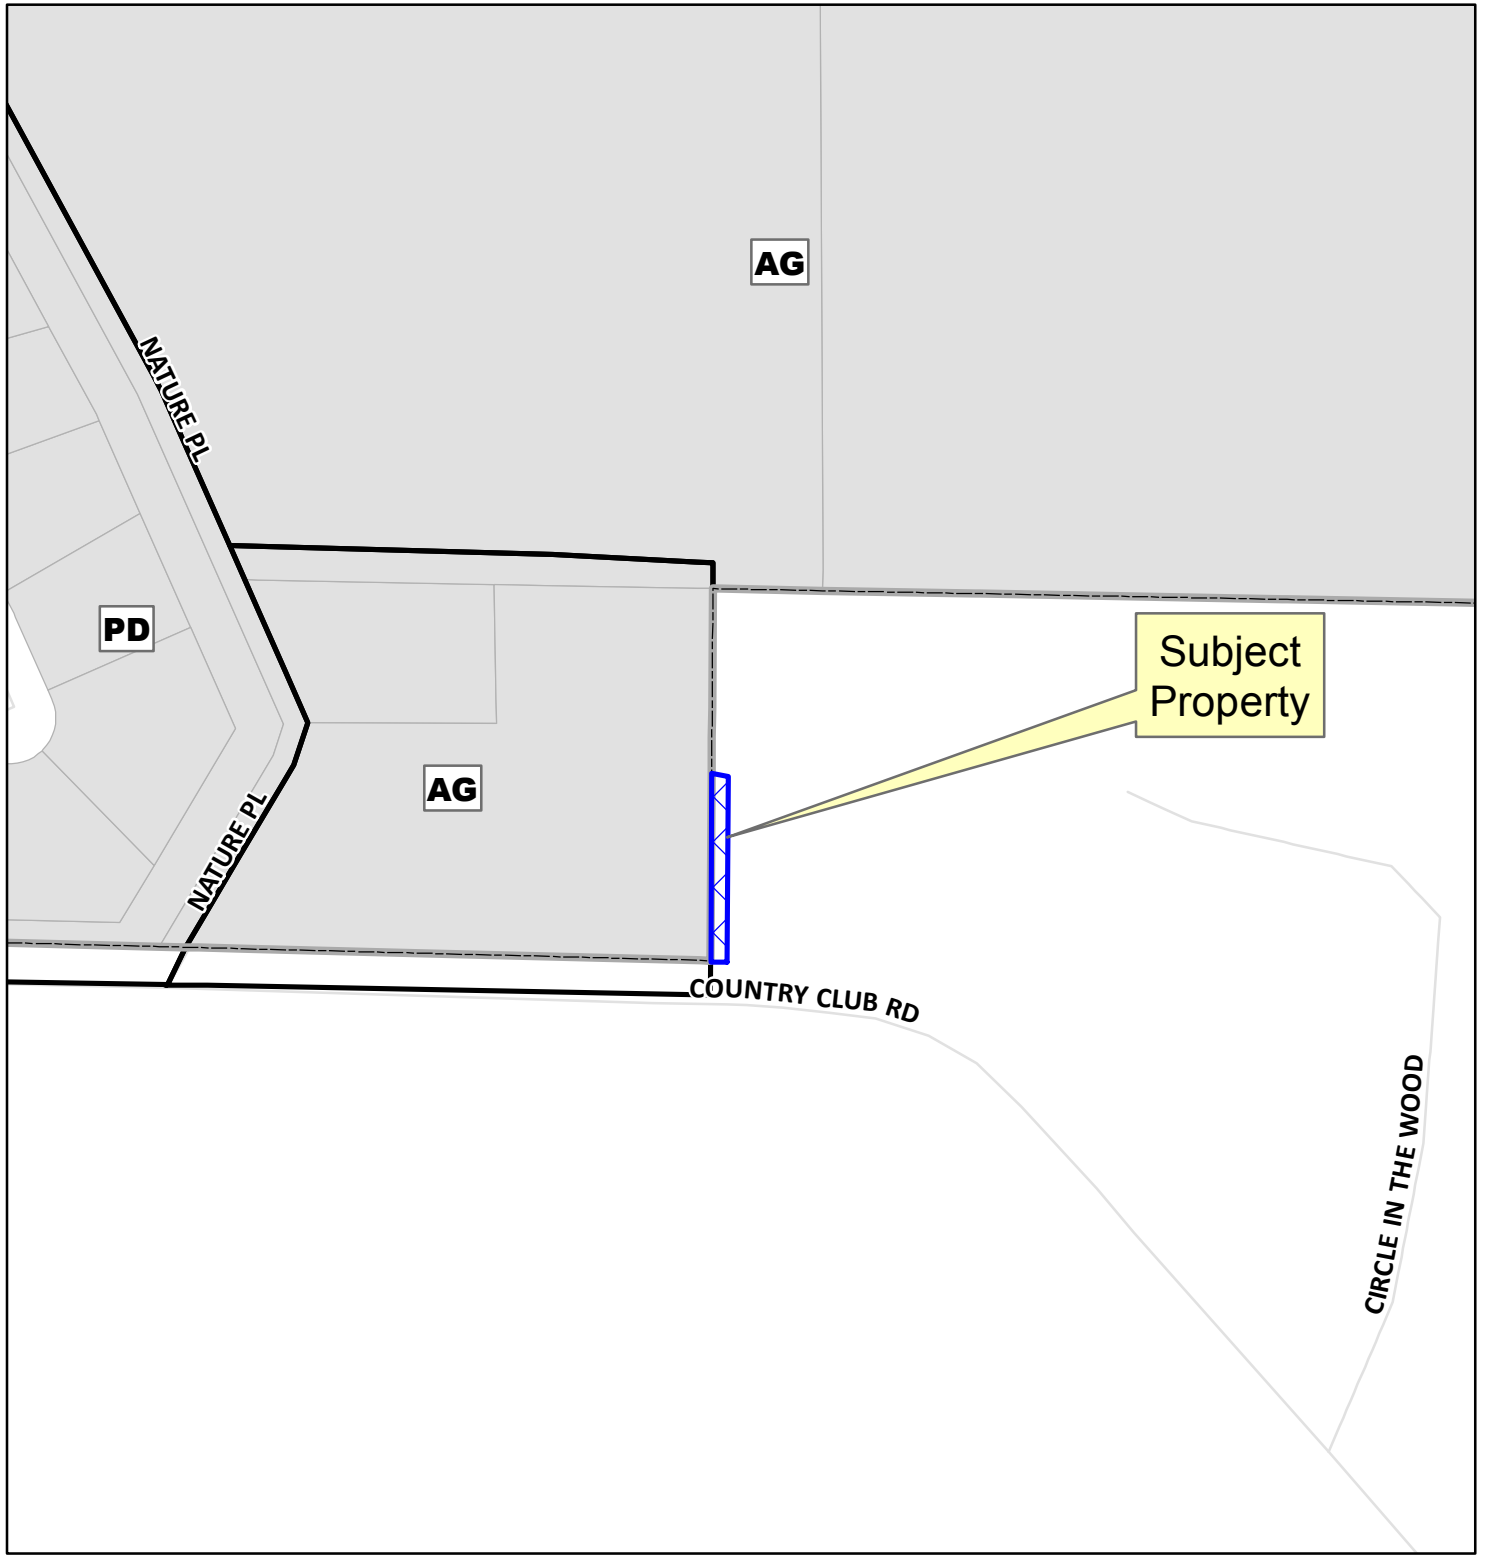 AG
NATURE PL
PD
Subject
Property
AG
NATURE PL
COUNTRY CLUB RD
CIRCLE IN THE WOOD